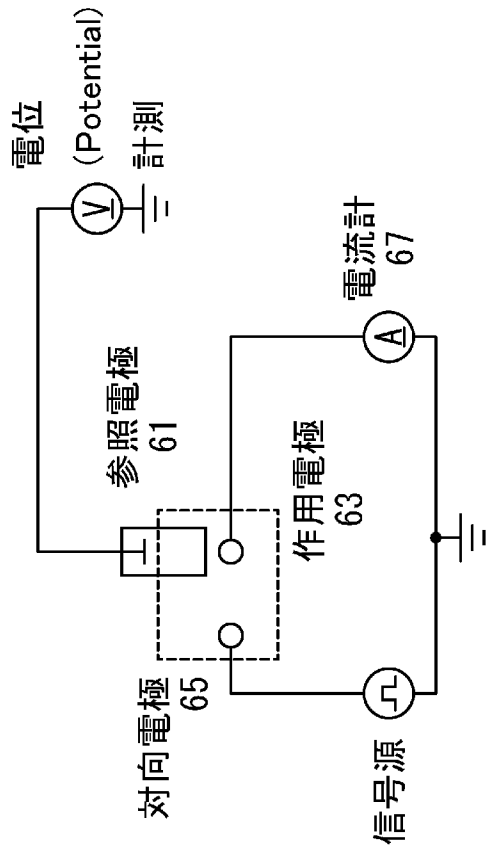 電位
(Potential)
計測
V
参照電極
61
電流計
67
A
作用電極
63
対向電極
65
信号源